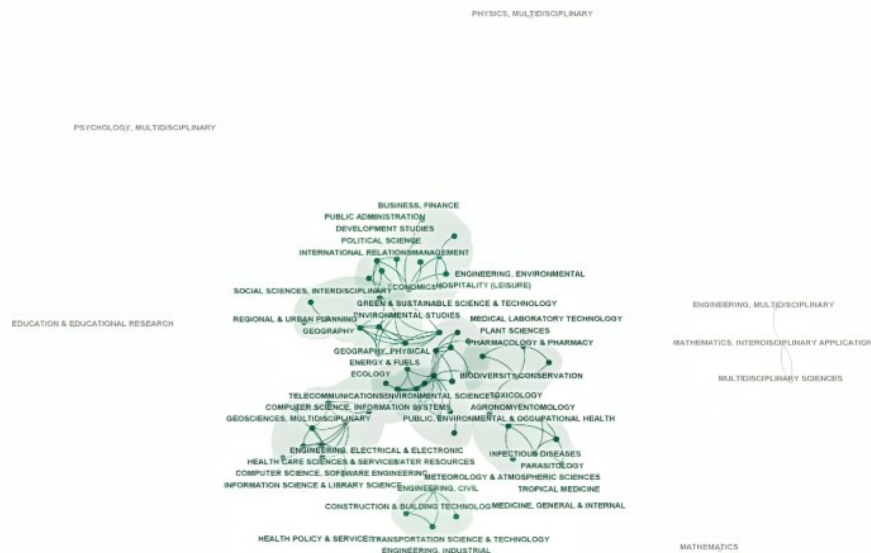 PHYSICS, MULTIDISCIPLINARY
PSYCHOLOGY, MULTIDISCIPLINARY
BUSINESS, FINANCE
PUBLIC ADMINISTRATION
DEVELOPMENT STUDIES
POLITICAL SCIENCE
INTERNATIONAL RELATIONS
MANAGEMENT
ENGINEERING, ENVIRONMENTAL
SOCIAL SCIENCES, INTERDISCIPLINARY
ECONOMICS
HOSPITALITY (LEISURE)
GREEN & SUSTAINABLE SCIENCE & TECHNOLOGY
ENGINEERING, MULTIDISCIPLINARY
REGIONAL & URBAN PLANNING
ENVIRONMENTAL STUDIES
MEDICAL LABORATORY TECHNOLOGY
EDUCATION & EDUCATIONAL RESEARCH
GEOGRAPHY
PLANT SCIENCES
PHARMACOLOGY & PHARMACY
MATHEMATICS, INTERDISCIPLINARY APPLICATION
GEOGRAPHY, PHYSICAL
ENERGY & FUELS
ECOLOGY
BIODIVERSITY CONSERVATION
MULTIDISCIPLINARY SCIENCES
TELECOMMUNICATIONS
ENVIRONMENTAL SCIENCES
TOXICOLOGY
COMPUTER SCIENCE, INFORMATION SYSTEMS
AGRONOMY
ENTOMOLOGY
GEOSCIENCES, MULTIDISCIPLINARY
PUBLIC, ENVIRONMENTAL & OCCUPATIONAL HEALTH
ENGINEERING, ELECTRICAL & ELECTRONIC
INFECTIOUS DISEASES
HEALTH CARE SCIENCES & SERVICES
WATER RESOURCES
PARASITOLOGY
COMPUTER SCIENCE, SOFTWARE ENGINEERING
METEOROLOGY & ATMOSPHERIC SCIENCES
INFORMATION SCIENCE & LIBRARY SCIENCE
ENGINEERING, CIVIL
TROPICAL MEDICINE
CONSTRUCTION & BUILDING TECHNOLOGY
MEDICINE, GENERAL & INTERNAL
HEALTH POLICY & SERVICES
TRANSPORTATION SCIENCE & TECHNOLOGY
MATHEMATICS
ENGINEERING, INDUSTRIAL